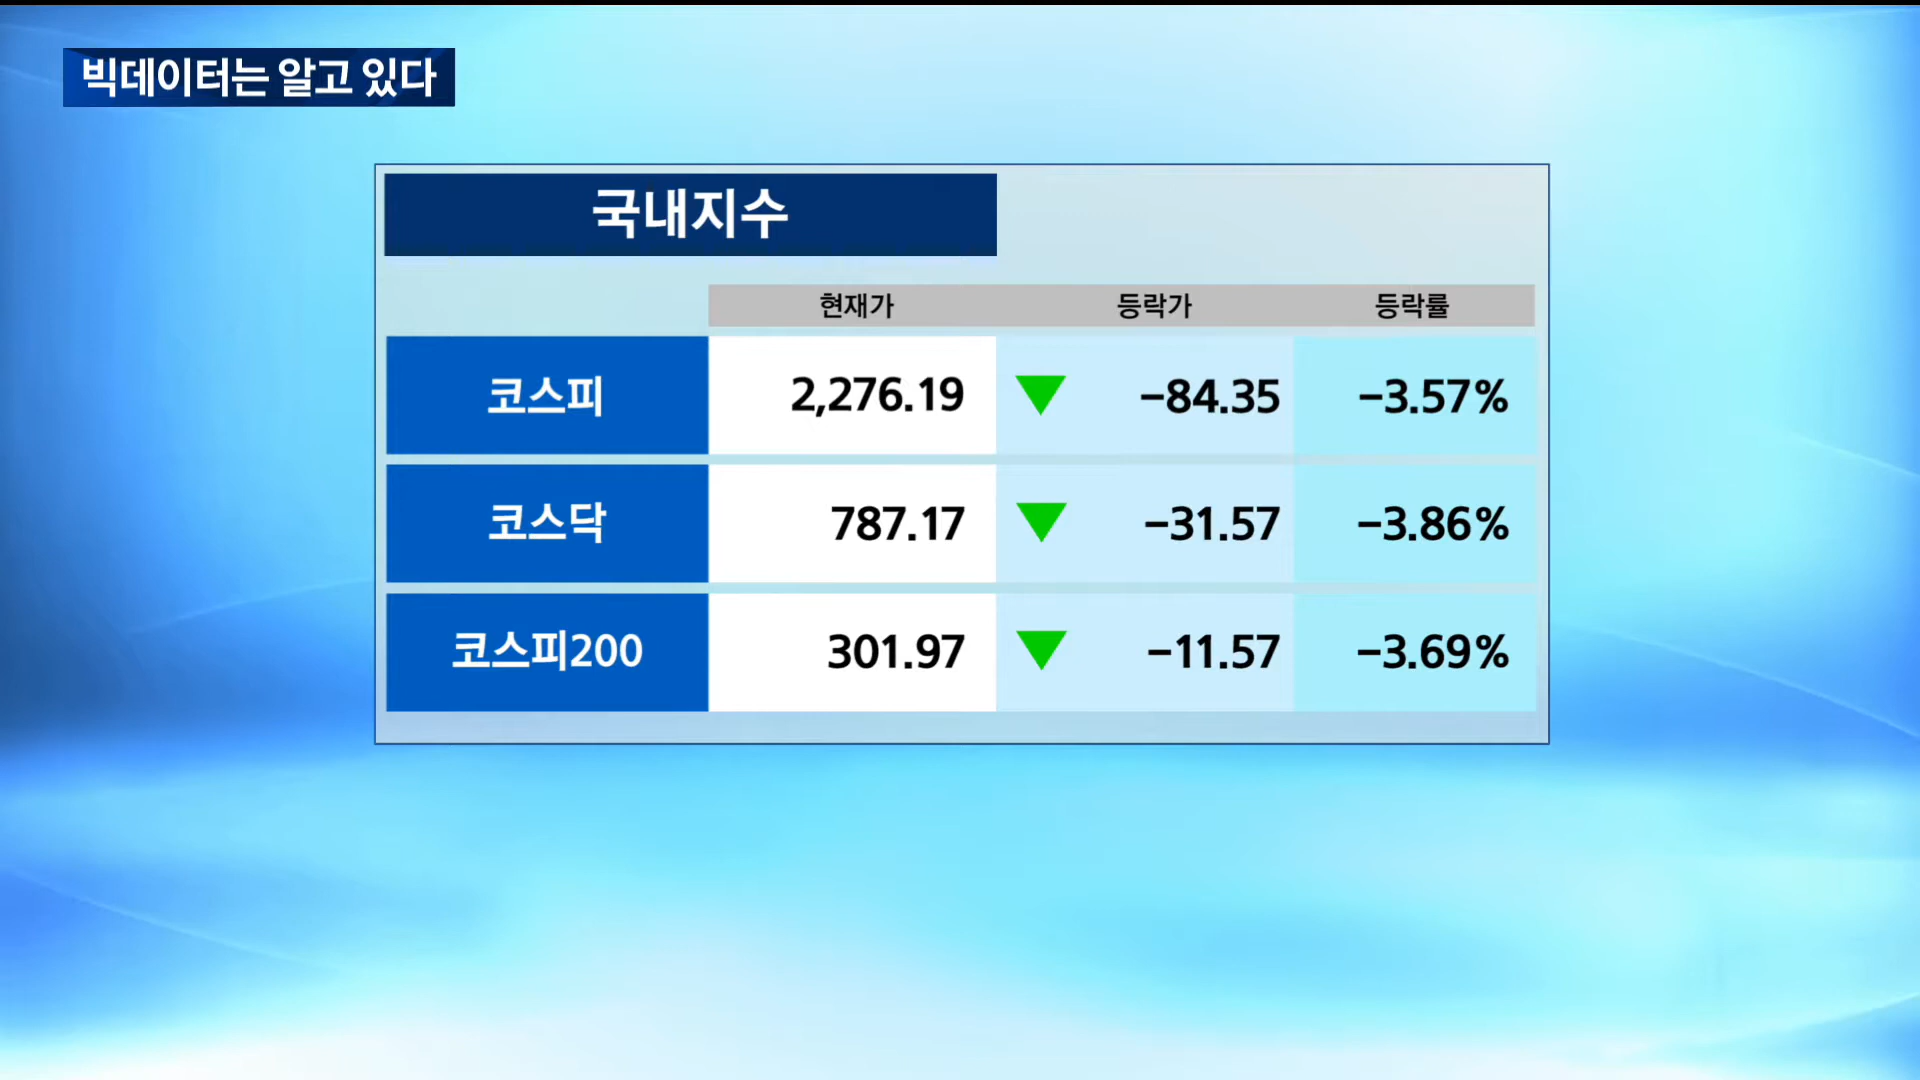 빅데이터는 알고 있다
국내지수
현재가 등락가 등락률
코스피 2,276.19 ▼ -84.35 -3.57%
코스닥 787.17 ▼ -31.57 -3.86%
코스피200 301.97 ▼ -11.57 -3.69%